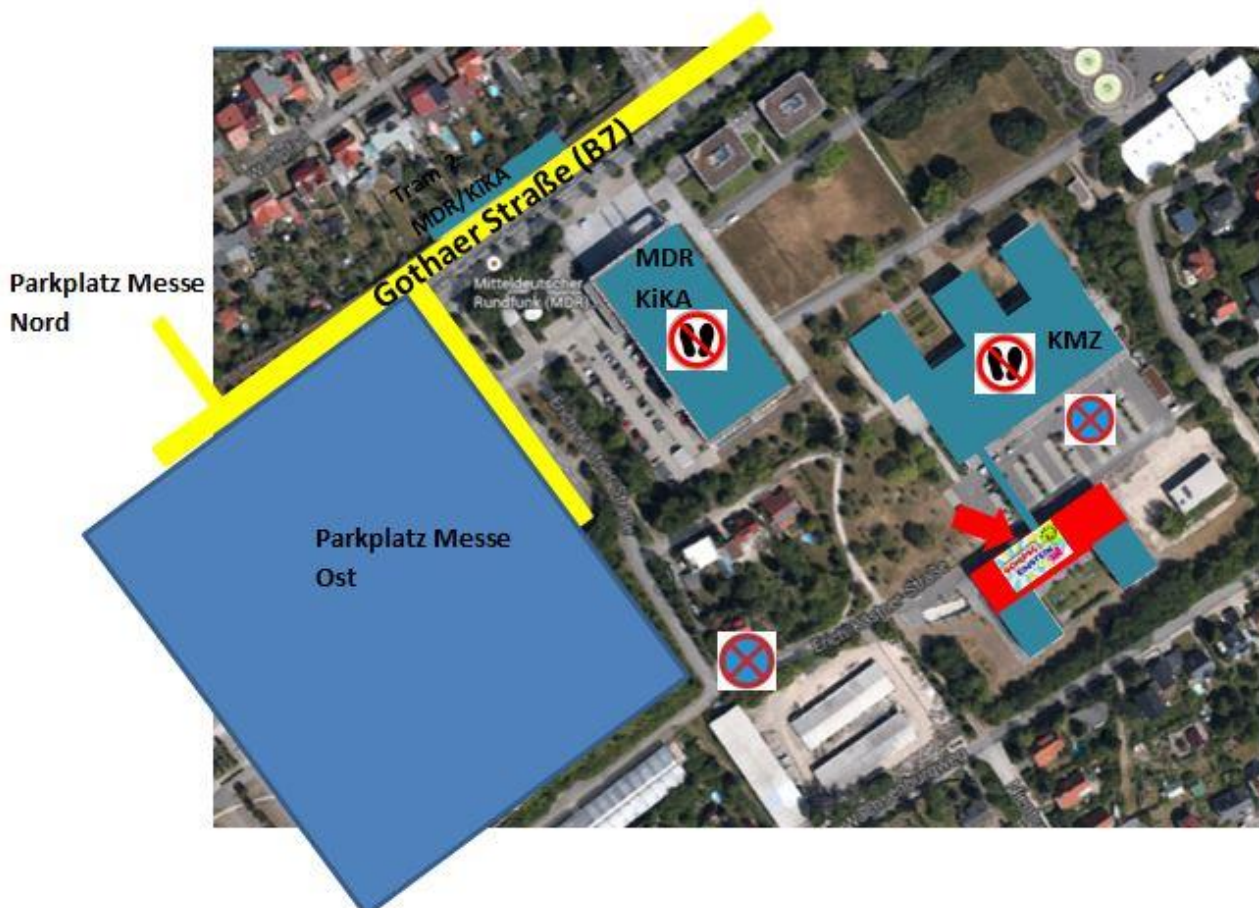 Tram 2
MDR/KiKA
Gothaer Straße (B7)
Parkplatz Messe
Nord
MDR
KiKA
Mitteldeutscher
Rundfunk (MDR)
KMZ
Parkplatz Messe
Ost
EINSTEIN